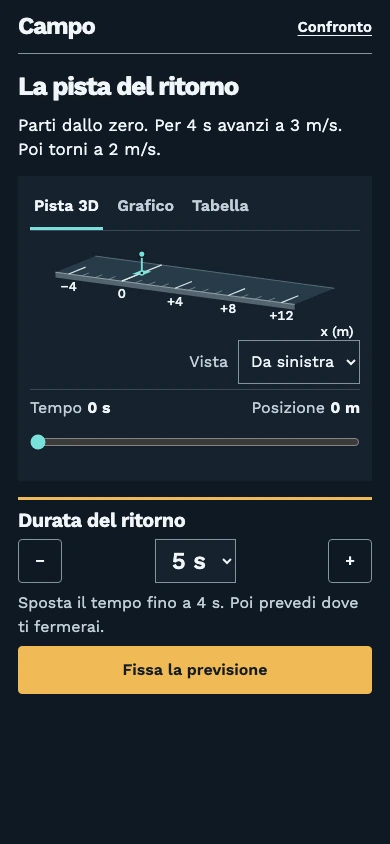 Campo
Confronto
La pista del ritorno
Parti dallo zero. Per 4 s avanzi a 3 m/s.
Poi torni a 2 m/s.
Pista 3D Grafico Tabella
−4 0 +4 +8 +12
x (m)
Vista Da sinistra
Tempo 0 s Posizione 0 m
Durata del ritorno
− 5 s +
Sposta il tempo fino a 4 s. Poi prevedi dove
ti fermerai.
Fissa la previsione